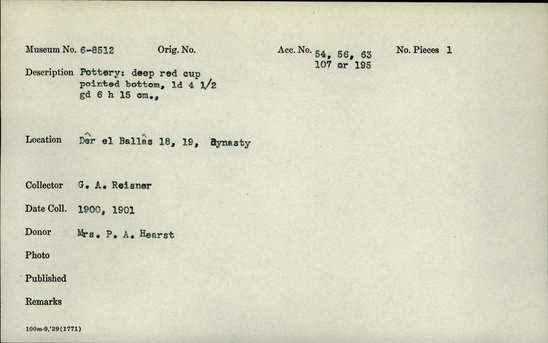 Museum No. 6-8512 Orig. No. Acc. No. 54, 56, 63 No. Pieces 1
107 or 195
Description Pottery: deep red cup
pointed bottom, ld 4 1/2
gd 6 h 15 cm.,
Location Dêr el Ballâs 18, 19, Dynasty
Collector G. A. Reisner
Date Coll. 1900, 1901
Donor Mrs. P. A. Hearst
Photo
Published
Remarks
100m-9,'29(1771)